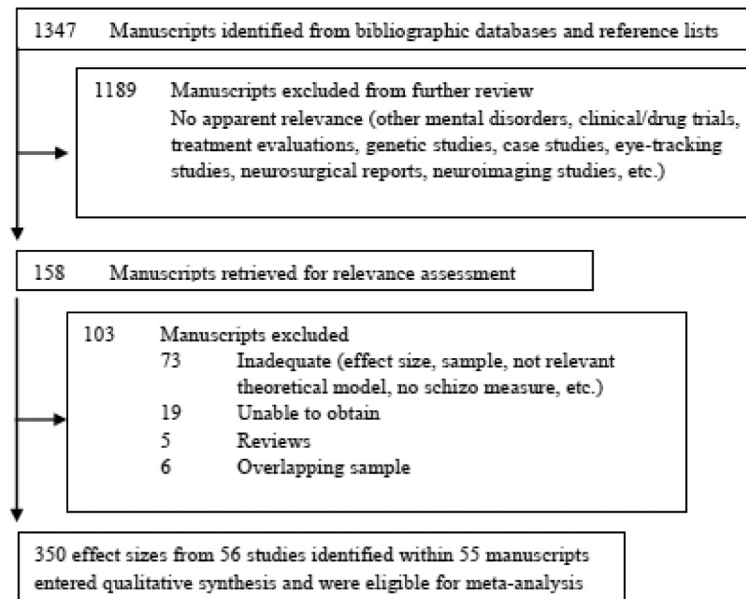 1347 Manuscripts identified from bibliographic databases and reference lists
1189 Manuscripts excluded from further review
No apparent relevance (other mental disorders, clinical/drug trials,
treatment evaluations, genetic studies, case studies, eye-tracking
studies, neurosurgical reports, neuroimaging studies, etc.)
158 Manuscripts retrieved for relevance assessment
103 Manuscripts excluded
73 Inadequate (effect size, sample, not relevant
theoretical model, no schizo measure, etc.)
19 Unable to obtain
5 Reviews
6 Overlapping sample
350 effect sizes from 56 studies identified within 55 manuscripts
entered qualitative synthesis and were eligible for meta-analysis